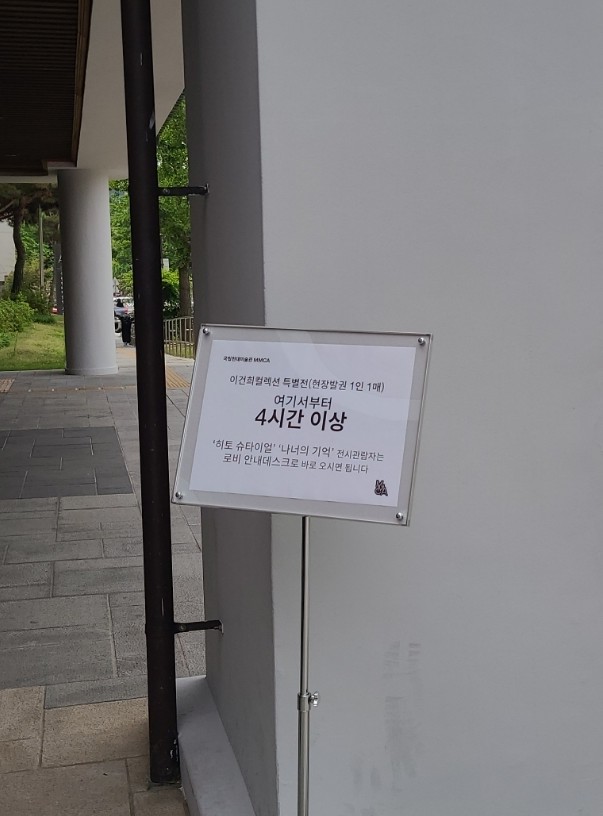 국립현대미술관 MMCA
이건희컬렉션 특별전(현장발권 1인 1매)
여기서부터
4시간 이상
'히토 슈타이얼' '나너의 기억' 전시관람자는
로비 안내데스크로 바로 오시면 됩니다